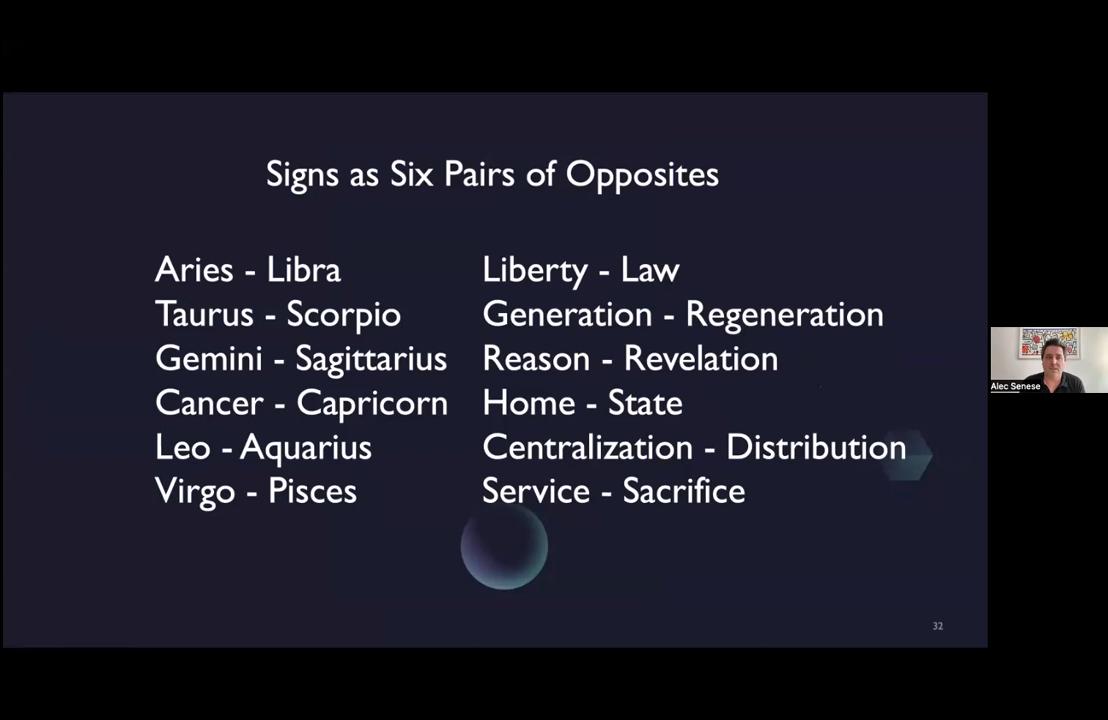 Signs as Six Pairs of Opposites
Aries - Libra
Taurus - Scorpio
Gemini - Sagittarius
Cancer - Capricorn
Leo - Aquarius
Virgo - Pisces
Liberty - Law
Generation - Regeneration
Reason - Revelation
Home - State
Centralization - Distribution
Service - Sacrifice
32
Alec Senese